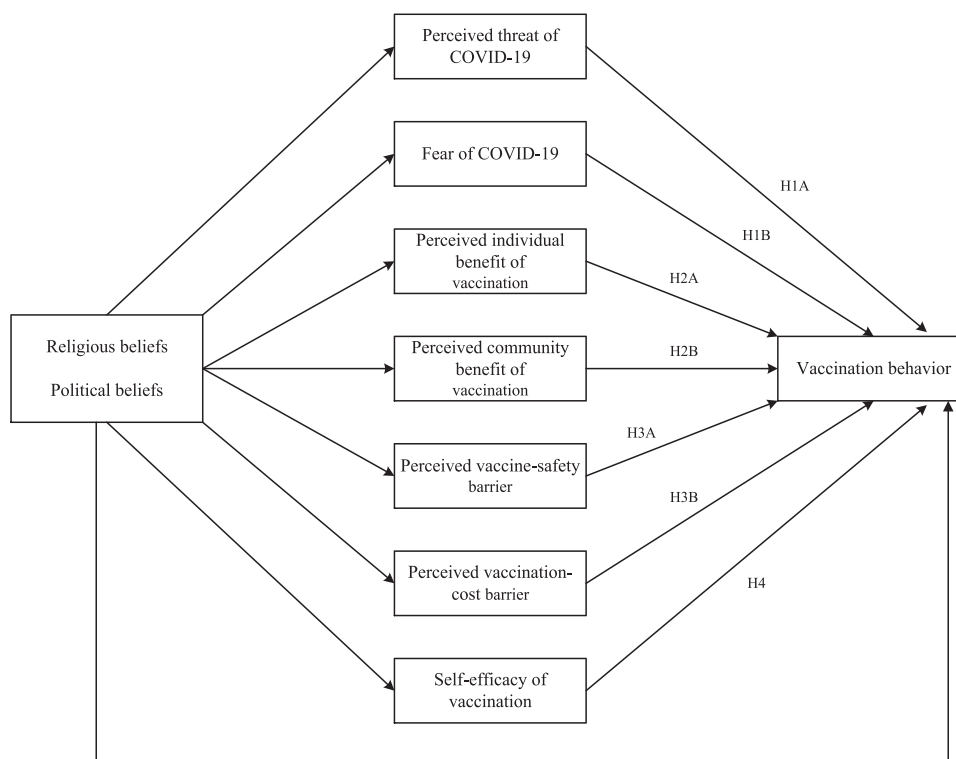 Perceived threat of
COVID-19
Fear of COVID-19
H1A
H1B
Perceived individual
benefit of
vaccination
H2A
Religious beliefs
Political beliefs
Perceived community
benefit of
vaccination
H2B
Vaccination behavior
Perceived vaccine-safety
barrier
H3A
Perceived vaccination-
cost barrier
H3B
Self-efficacy of
vaccination
H4